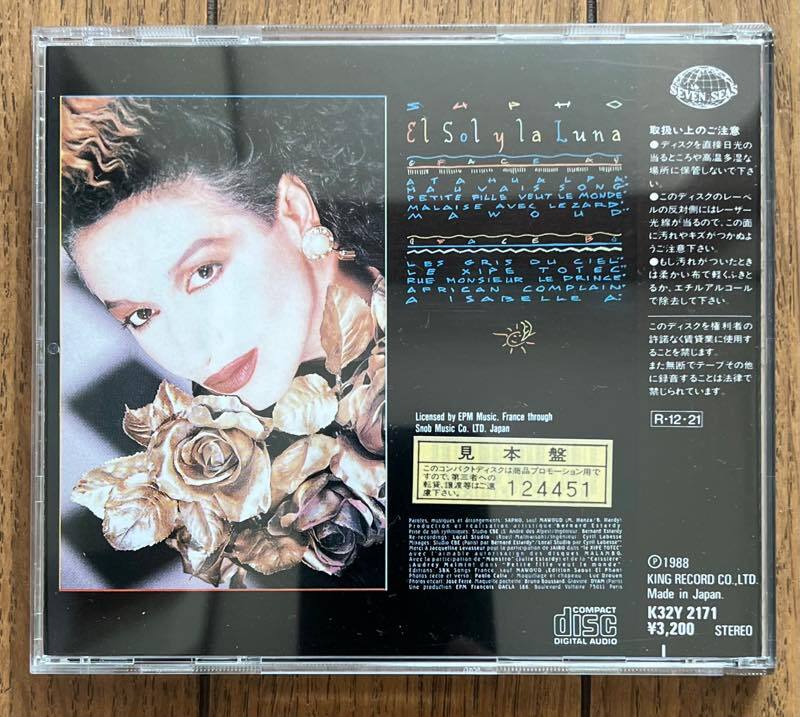 SAPHO
El Sol y la Luna
FACE A
ATAHUALPA
MAUVAIS SONG
PETITE FILLE VEUT LE MONDE
MALAISE AVEC LEZARD
MAWOUD
FACE B
LES GRIS DU CIEL
LE XIPE TOTEC
RUE MONSIEUR LE PRINCE
AFRICAN COMPLAIN
A ISABELLE A.
Licensed by EPM Music. France through
Snob Music Co. LTD. Japan
見本盤
このコンパクトディスクは商品プロモーション用で
すので、第三者への
転貸、譲渡等はご遠
慮下さい。
124451
Paroles, musiques et arrangements: SAPHO, sauf MAWOUD
Production et réalisation artistique Bernard Estardy
COMPACT
disc
DIGITAL AUDIO
SEVEN SEAS
取扱い上のご注意
●ディスクを直接日光の
当るところや高温多湿な
場所に保管しないで下さ
い。
●このディスクのレーベ
ルの反対側にはレーザー
光線が当るので、この面
に汚れやキズがつかぬよ
うご注意下さい。
●もし汚れがついたとき
は柔かい布で軽くふきと
るか、エチルアルコール
で除去して下さい。
このディスクを権利者の
許諾なく賃貸業に使用す
ることを禁じます。
また無断でテープその他
に録音することは法律で
禁じられています。
R-12・21
Ⓟ1988
KING RECORD CO., LTD.
Made in Japan.
K32Y 2171
¥3,200 STEREO